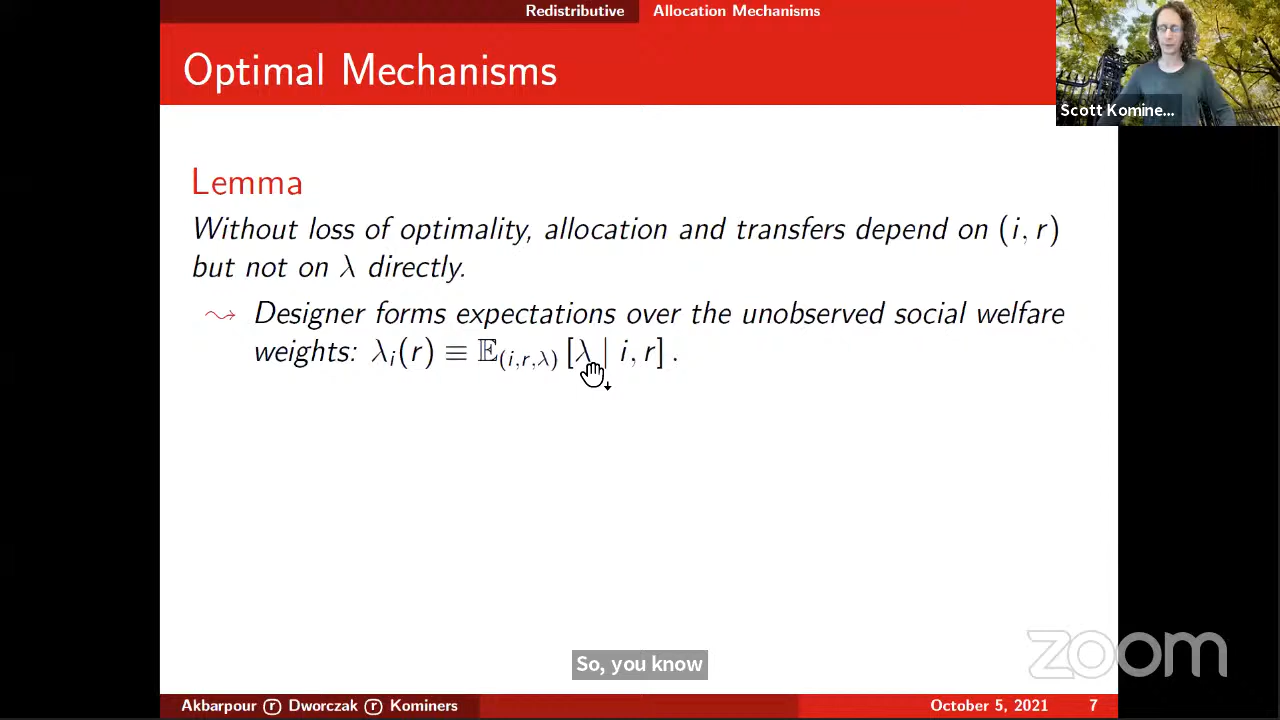 Redistributive Allocation Mechanisms
Optimal Mechanisms
Scott Komine...
Lemma
Without loss of optimality, allocation and transfers depend on (i, r)
but not on λ directly.
⇝ Designer forms expectations over the unobserved social welfare
weights: λᵢ(r) ≡ 𝔼₍ᵢ,ᵣ,λ₎ [λ | i, r] .
So, you know
zoom
Akbarpour ⓡ Dworczak ⓡ Kominers October 5, 2021 7